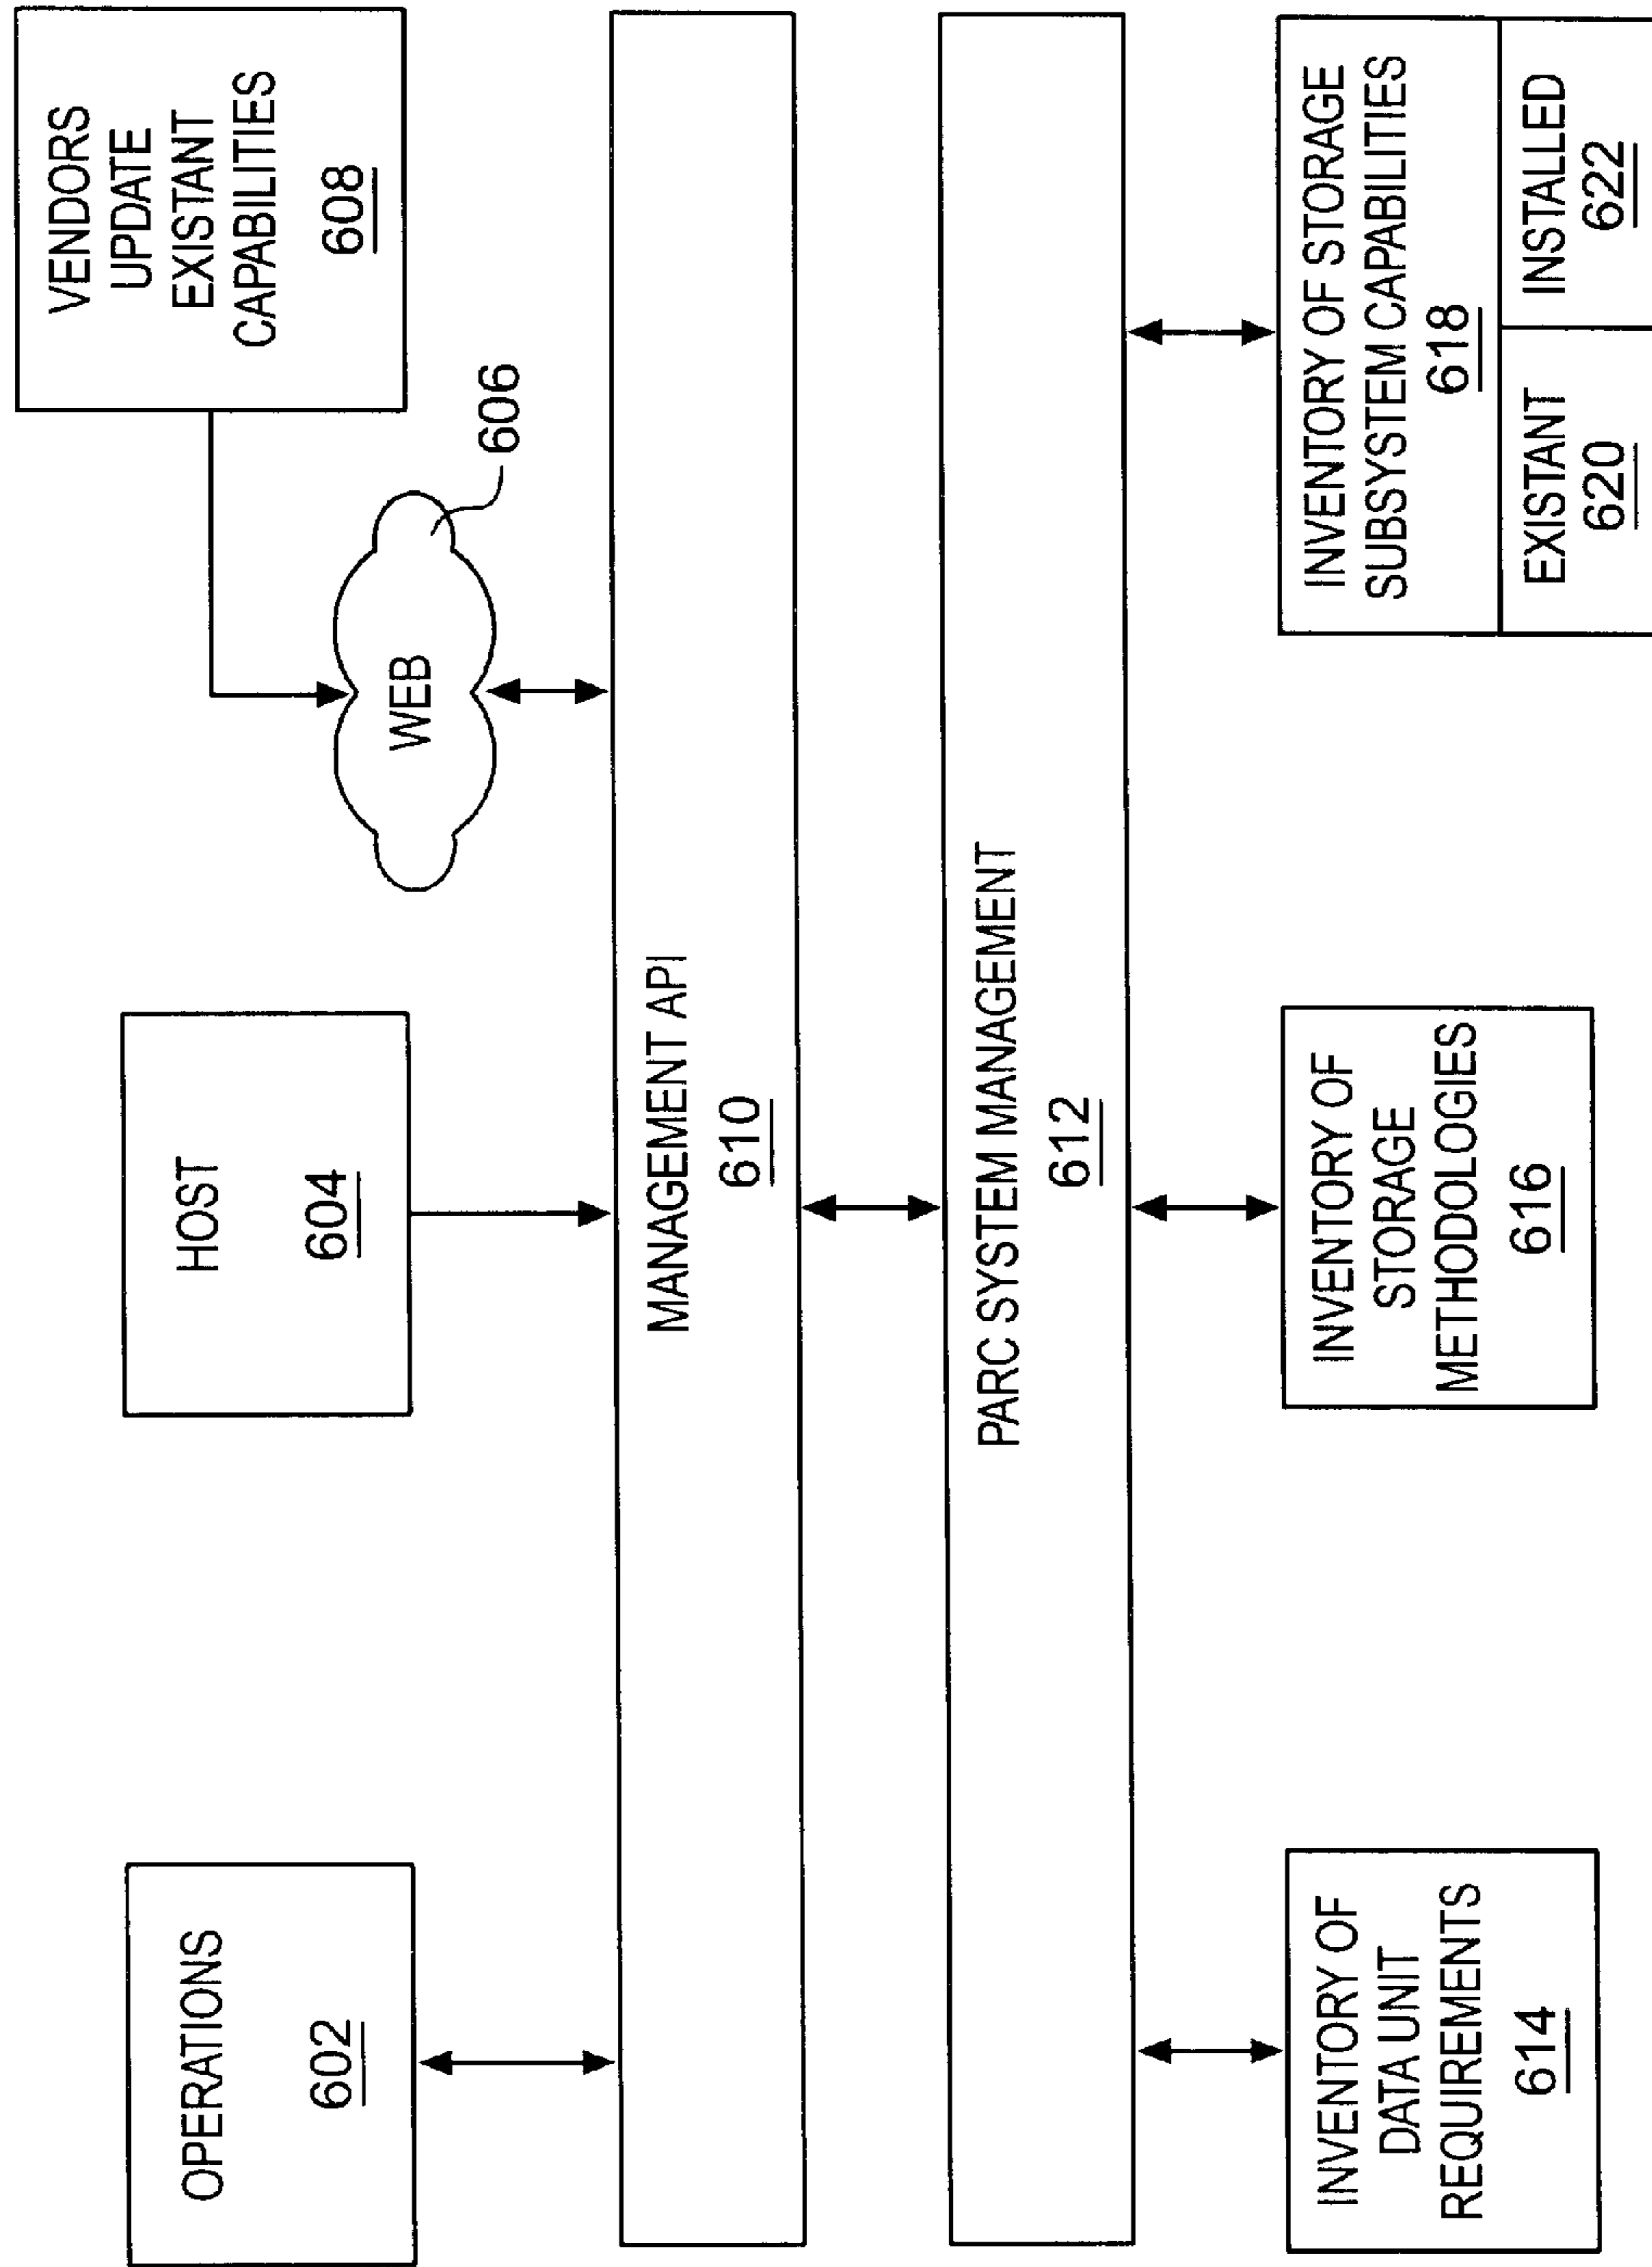 OPERATIONS
602
HOST
604
VENDORS
UPDATE
EXISTANT
CAPABILITIES
608
WEB
606
MANAGEMENT API
610
PARC SYSTEM MANAGEMENT
612
INVENTORY OF
DATA UNIT
REQUIREMENTS
614
INVENTORY OF
STORAGE
METHODOLOGIES
616
INVENTORY OF STORAGE
SUBSYSTEM CAPABILITIES
618
EXISTANT
620
INSTALLED
622